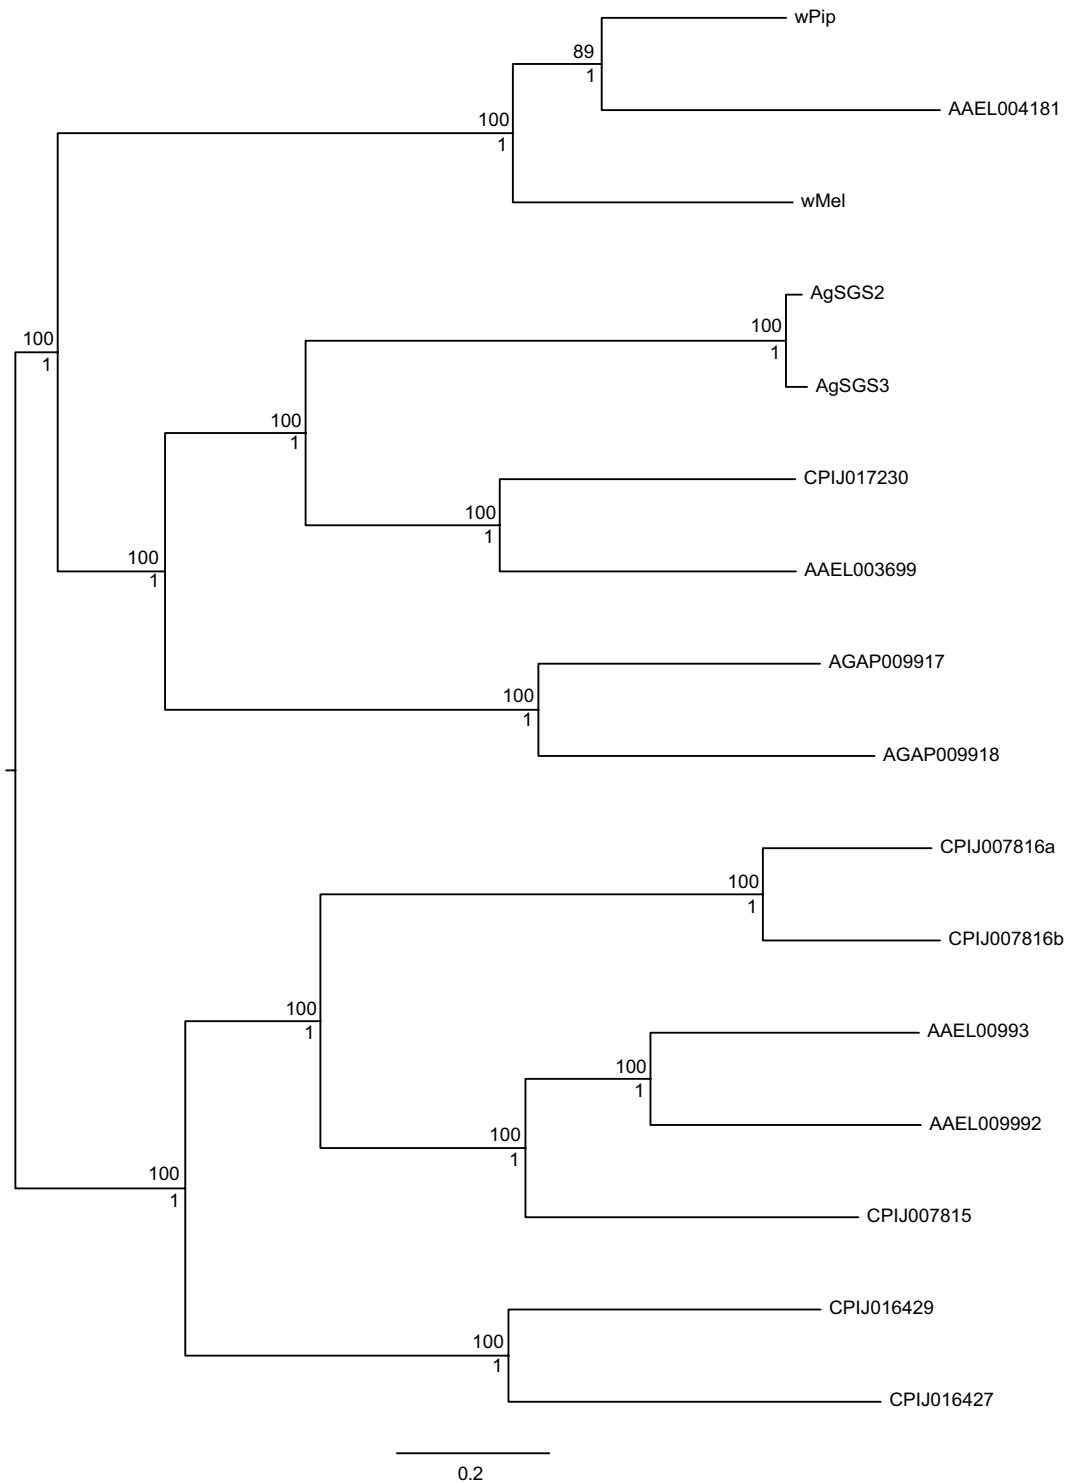 wPip
89
1
AAEL004181
100
1
wMel
AgSGS2
100
1
100
1
AgSGS3
100
1
CPIJ017230
100
1
100
1
AAEL003699
AGAP009917
100
1
AGAP009918
CPIJ007816a
100
1
CPIJ007816b
100
1
AAEL00993
100
1
AAEL009992
100
1
100
1
CPIJ007815
CPIJ016429
100
1
CPIJ016427
0.2